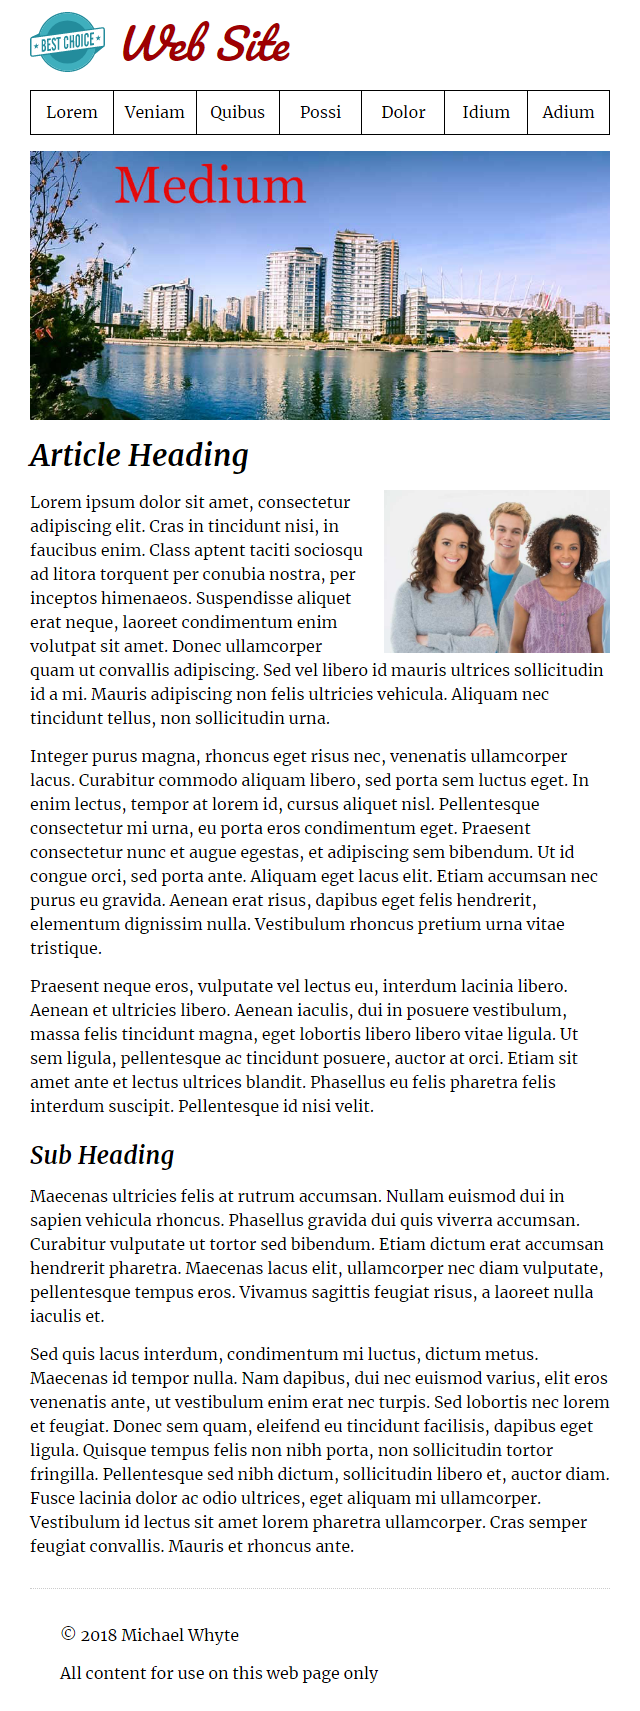 BEST CHOICE
Web Site
Lorem Veniam Quibus Possi Dolor Idium Adium
Medium
Article Heading
Lorem ipsum dolor sit amet, consectetur
adipiscing elit. Cras in tincidunt nisi, in
faucibus enim. Class aptent taciti sociosqu
ad litora torquent per conubia nostra, per
inceptos himenaeos. Suspendisse aliquet
erat neque, laoreet condimentum enim
volutpat sit amet. Donec ullamcorper
quam ut convallis adipiscing. Sed vel libero id mauris ultrices sollicitudin
id a mi. Mauris adipiscing non felis ultricies vehicula. Aliquam nec
tincidunt tellus, non sollicitudin urna.
Integer purus magna, rhoncus eget risus nec, venenatis ullamcorper
lacus. Curabitur commodo aliquam libero, sed porta sem luctus eget. In
enim lectus, tempor at lorem id, cursus aliquet nisl. Pellentesque
consectetur mi urna, eu porta eros condimentum eget. Praesent
consectetur nunc et augue egestas, et adipiscing sem bibendum. Ut id
congue orci, sed porta ante. Aliquam eget lacus elit. Etiam accumsan nec
purus eu gravida. Aenean erat risus, dapibus eget felis hendrerit,
elementum dignissim nulla. Vestibulum rhoncus pretium urna vitae
tristique.
Praesent neque eros, vulputate vel lectus eu, interdum lacinia libero.
Aenean et ultricies libero. Aenean iaculis, dui in posuere vestibulum,
massa felis tincidunt magna, eget lobortis libero libero vitae ligula. Ut
sem ligula, pellentesque ac tincidunt posuere, auctor at orci. Etiam sit
amet ante et lectus ultrices blandit. Phasellus eu felis pharetra felis
interdum suscipit. Pellentesque id nisi velit.
Sub Heading
Maecenas ultricies felis at rutrum accumsan. Nullam euismod dui in
sapien vehicula rhoncus. Phasellus gravida dui quis viverra accumsan.
Curabitur vulputate ut tortor sed bibendum. Etiam dictum erat accumsan
hendrerit pharetra. Maecenas lacus elit, ullamcorper nec diam vulputate,
pellentesque tempus eros. Vivamus sagittis feugiat risus, a laoreet nulla
iaculis et.
Sed quis lacus interdum, condimentum mi luctus, dictum metus.
Maecenas id tempor nulla. Nam dapibus, dui nec euismod varius, elit eros
venenatis ante, ut vestibulum enim erat nec turpis. Sed lobortis nec lorem
et feugiat. Donec sem quam, eleifend eu tincidunt facilisis, dapibus eget
ligula. Quisque tempus felis non nibh porta, non sollicitudin tortor
fringilla. Pellentesque sed nibh dictum, sollicitudin libero et, auctor diam.
Fusce lacinia dolor ac odio ultrices, eget aliquam mi ullamcorper.
Vestibulum id lectus sit amet lorem pharetra ullamcorper. Cras semper
feugiat convallis. Mauris et rhoncus ante.
© 2018 Michael Whyte
All content for use on this web page only